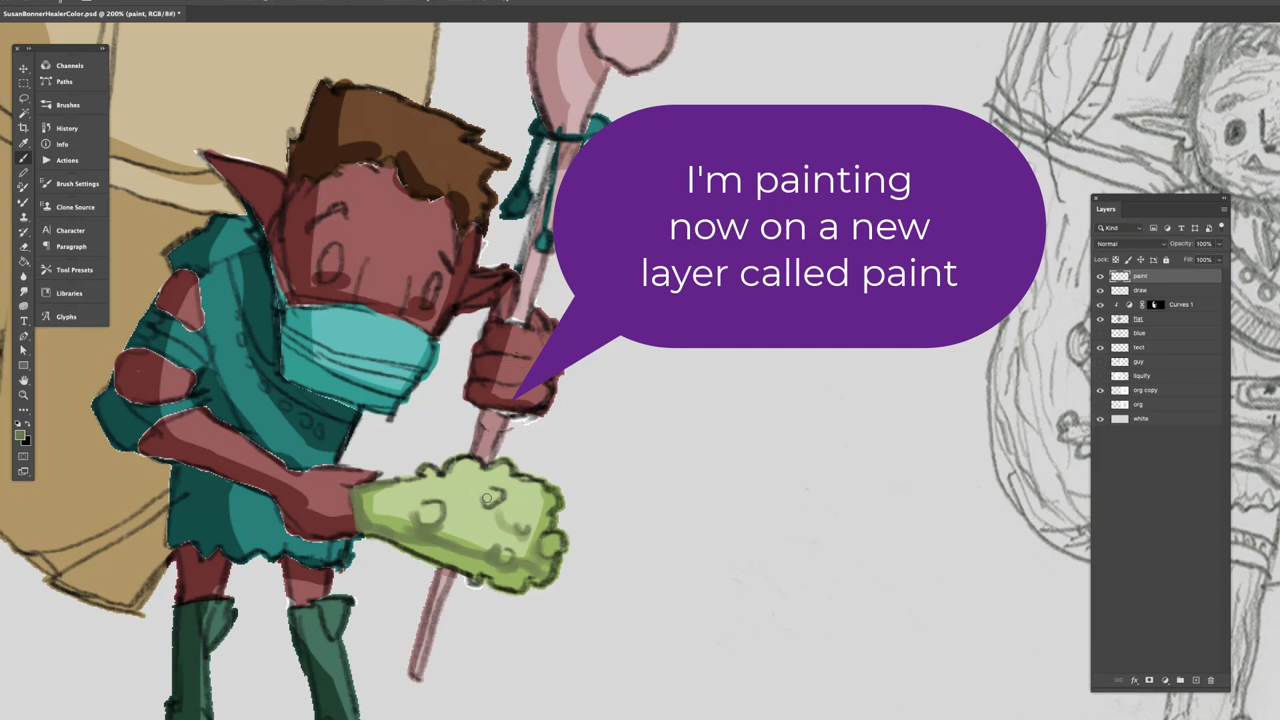 SusanBonnerHealerColor.psd @ 200% (paint, RGB/8#) *
Channels
Paths
Brushes
History
Info
Actions
Brush Settings
Clone Source
Character
Paragraph
Tool Presets
Libraries
Glyphs
I'm painting
now on a new
layer called paint
Layers
Kind
Normal Opacity: 100%
Lock: Fill: 100%
paint
draw
Curves 1
flat
blue
tect
guy
liquify
org copy
org
white